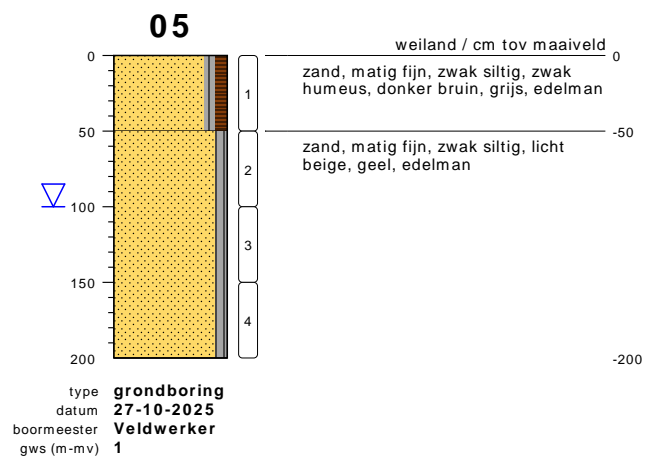 05
weiland / cm tov maaiveld
0
0
zand, matig fijn, zwak siltig, zwak
humeus, donker bruin, grijs, edelman
1
50
-50
zand, matig fijn, zwak siltig, licht
beige, geel, edelman
2
100
3
150
4
200
-200
type grondboring
datum 27-10-2025
boormeester Veldwerker
gws (m-mv) 1